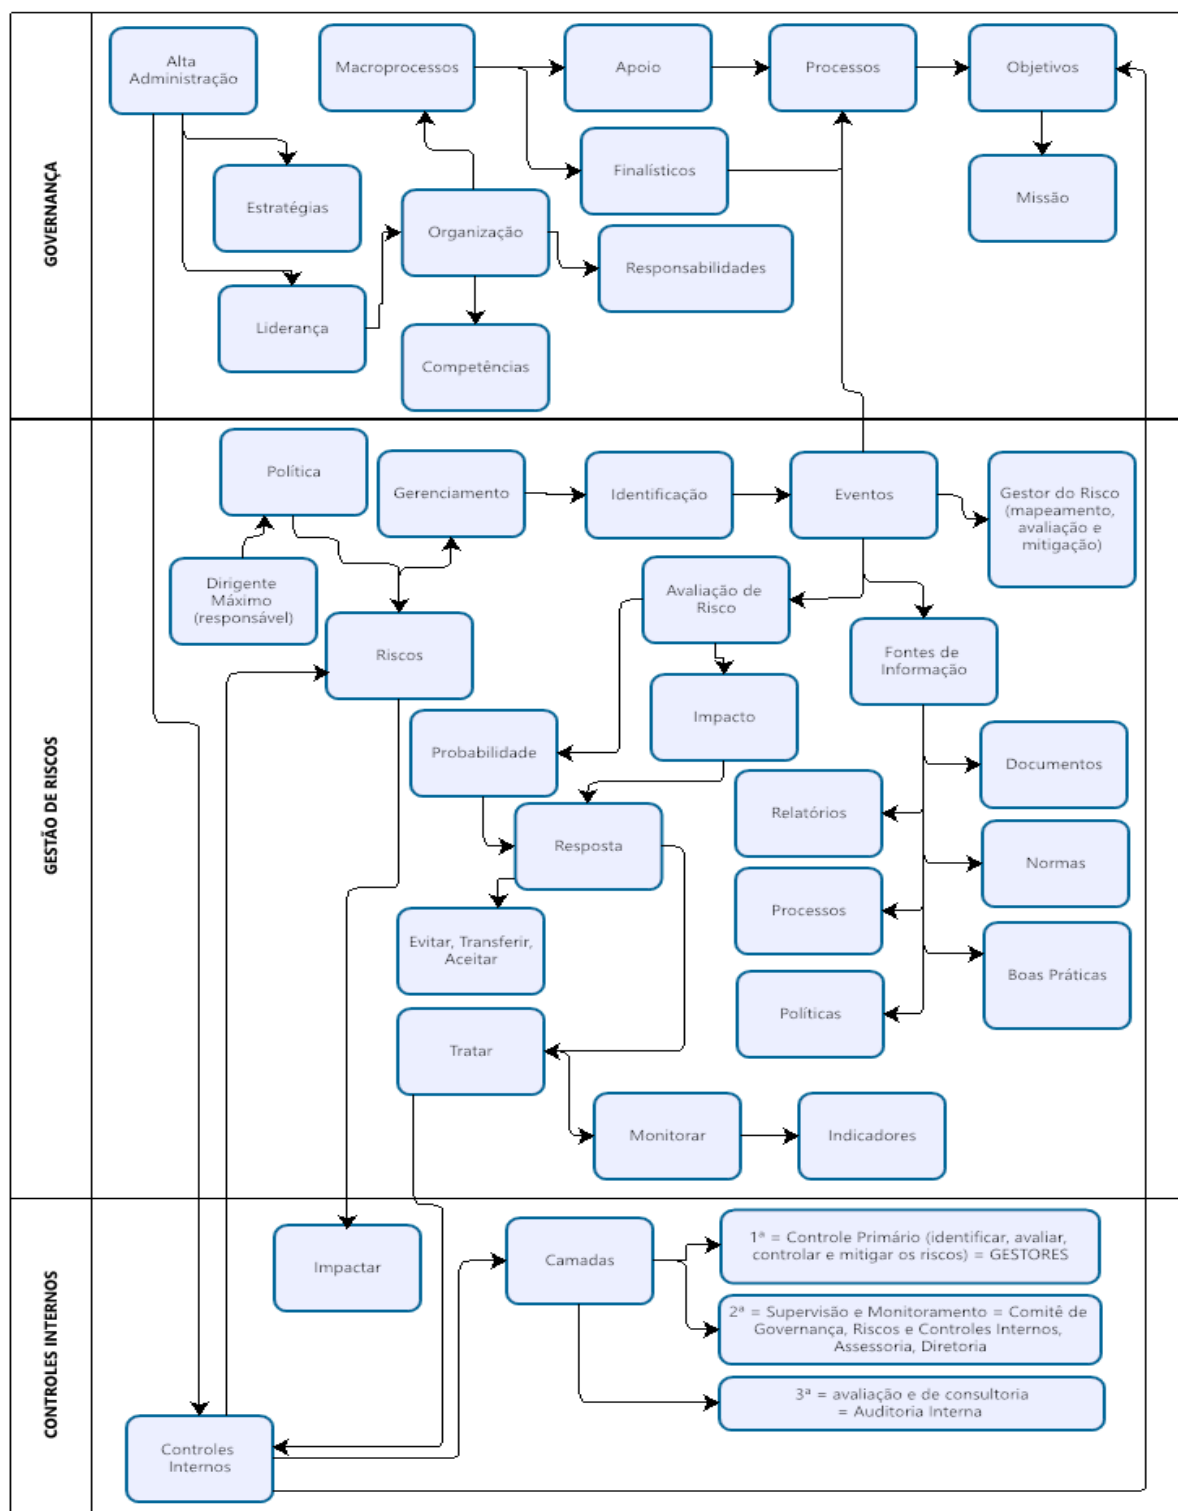 GOVERNANÇA
Alta
Administração
Macroprocessos
Apoio
Processos
Objetivos
Estratégias
Finalísticos
Missão
Organização
Responsabilidades
Liderança
Competências
GESTÃO DE RISCOS
Política
Gerenciamento
Identificação
Eventos
Gestor do Risco
(mapeamento,
avaliação e
mitigação)
Dirigente
Máximo
(responsável)
Avaliação de
Risco
Riscos
Fontes de
Informação
Impacto
Probabilidade
Documentos
Relatórios
Resposta
Normas
Processos
Evitar, Transferir,
Aceitar
Boas Práticas
Políticas
Tratar
Monitorar
Indicadores
CONTROLES INTERNOS
Impactar
Camadas
1ª = Controle Primário (identificar, avaliar,
controlar e mitigar os riscos) = GESTORES
2ª = Supervisão e Monitoramento = Comitê de
Governança, Riscos e Controles Internos,
Assessoria, Diretoria
3ª = avaliação e de consultoria
= Auditoria Interna
Controles
Internos